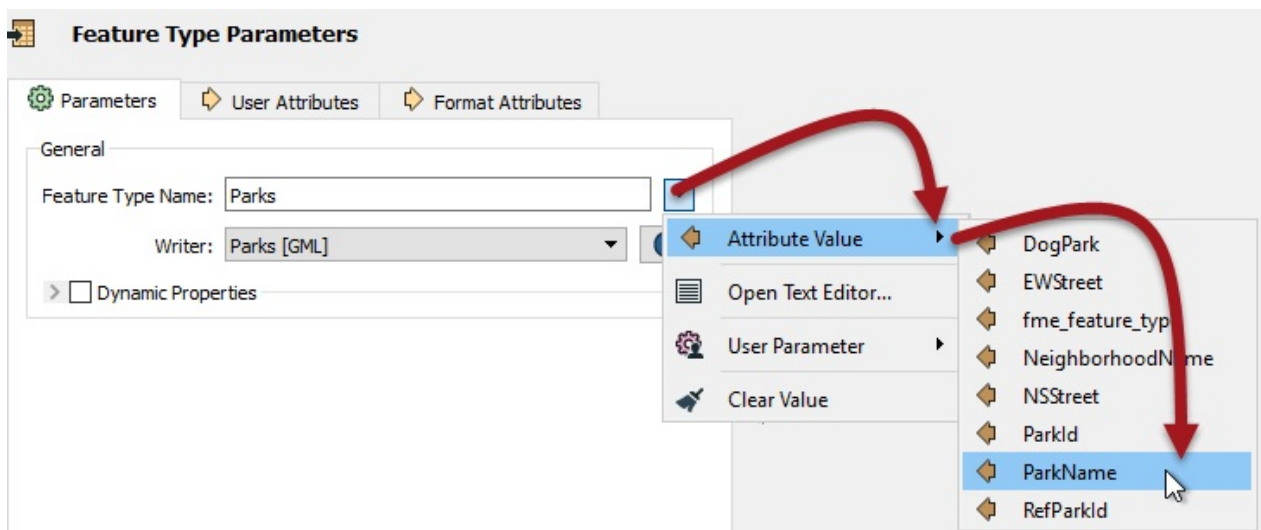 Feature Type Parameters
Parameters User Attributes Format Attributes
General
Feature Type Name: Parks
Writer: Parks [GML]
Dynamic Properties
Attribute Value
Open Text Editor...
User Parameter
Clear Value
DogPark
EWStreet
fme_feature_type
NSStreet
ParkId
ParkName
RefParkId